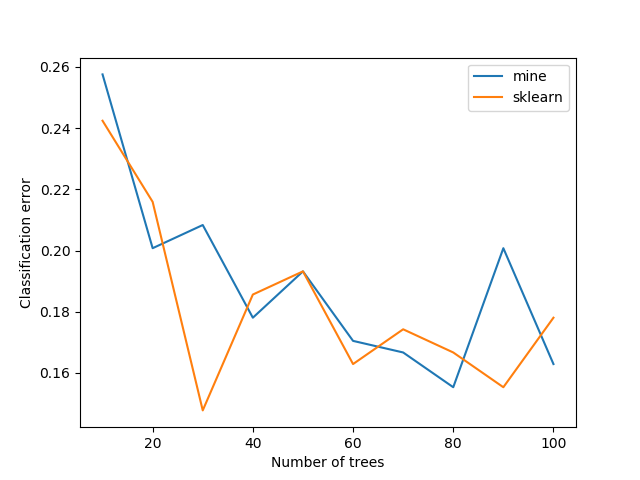 mine
sklearn
0.26
0.24
0.22
0.20
0.18
0.16
Classification error
20 40 60 80 100
Number of trees